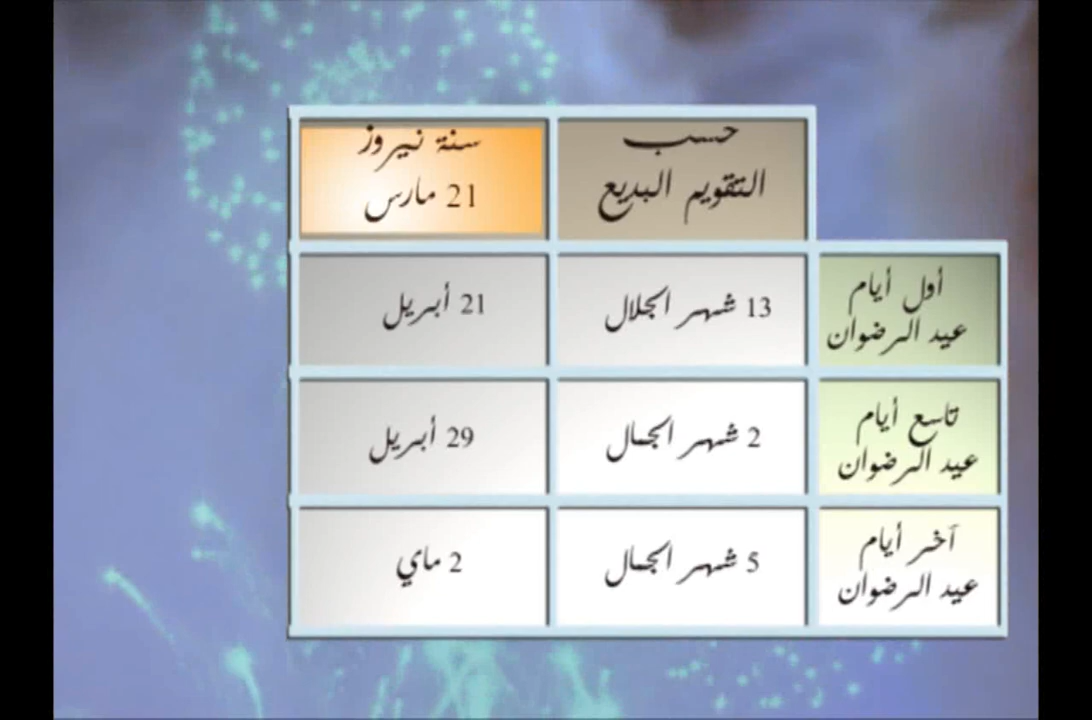 حسب
التقويم البديع
سنة نيروز
21 مارس
أول أيام
عيد الرضوان
13 شهر الجلال
21 أبريل
تاسع أيام
عيد الرضوان
2 شهر الجمال
29 أبريل
آخر أيام
عيد الرضوان
5 شهر الجمال
2 ماي